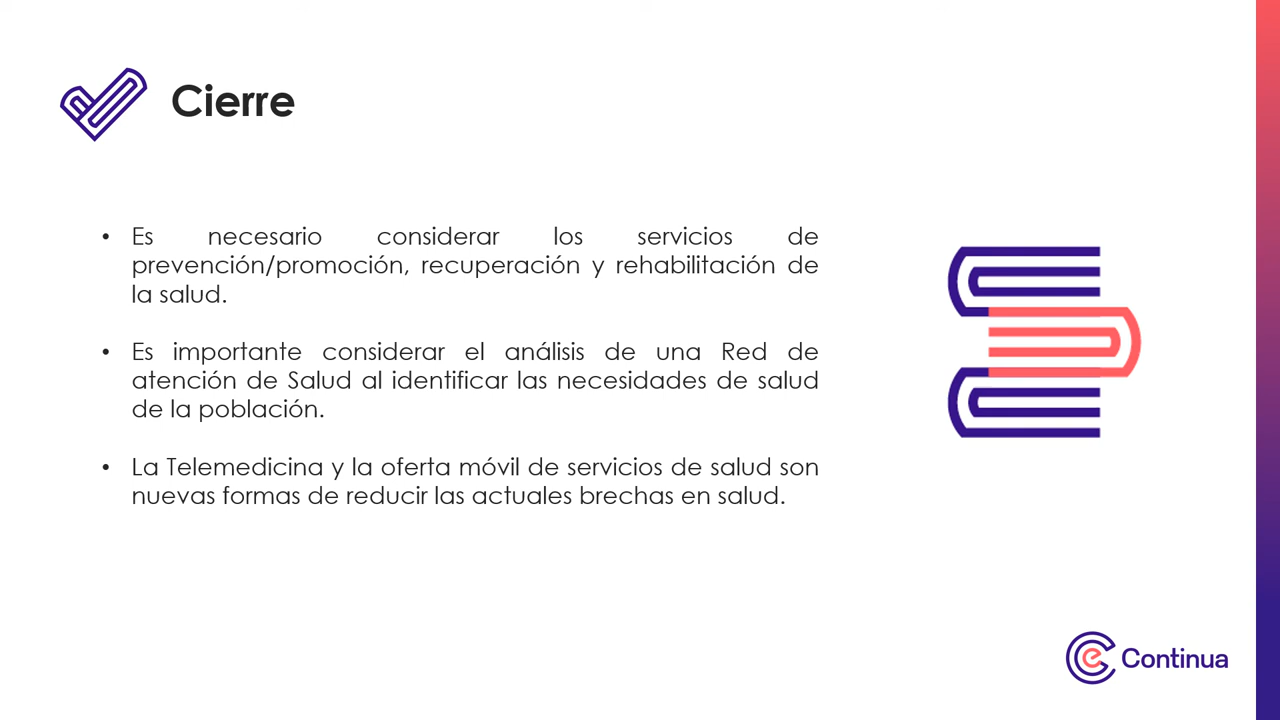 Cierre
• Es necesario considerar los servicios de
prevención/promoción, recuperación y rehabilitación de
la salud.
• Es importante considerar el análisis de una Red de
atención de Salud al identificar las necesidades de salud
de la población.
• La Telemedicina y la oferta móvil de servicios de salud son
nuevas formas de reducir las actuales brechas en salud.
Continua